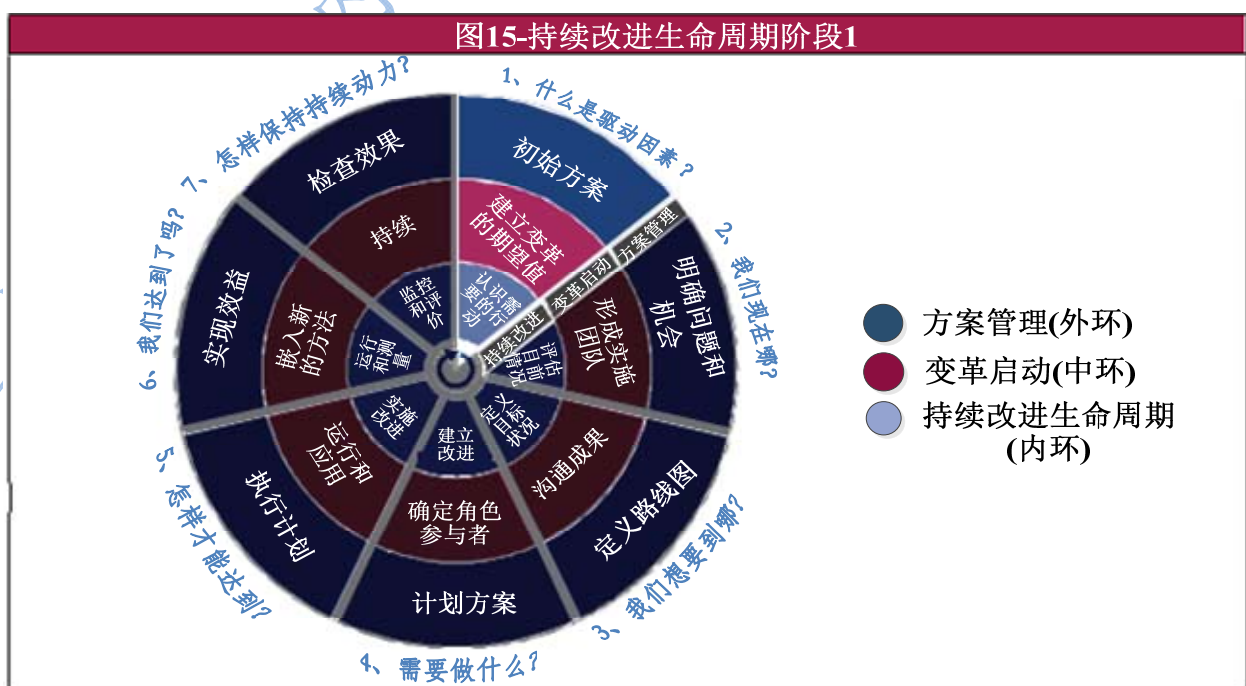 图15-持续改进生命周期阶段1
1、什么是驱动因素？
初始方案
建立变革
的期望值
认识需
要的行
动
方案管理
变革启动
持续改进
2、我们现在哪？
明确问题和
机会
形成实施
团队
评估
目前
情况
3、我们想要到哪？
定义路线图
沟通成果
定义
目标
状况
4、需要做什么？
计划方案
确定角色
参与者
建立
改进
5、怎样才能达到？
执行计划
运行和
应用
实施
改进
6、我们达到了吗？
实现效益
嵌入新
的方法
运行
和测
量
7、怎样保持持续动力？
检查效果
持续
监控
和评
价
方案管理(外环)
变革启动(中环)
持续改进生命周期
(内环)